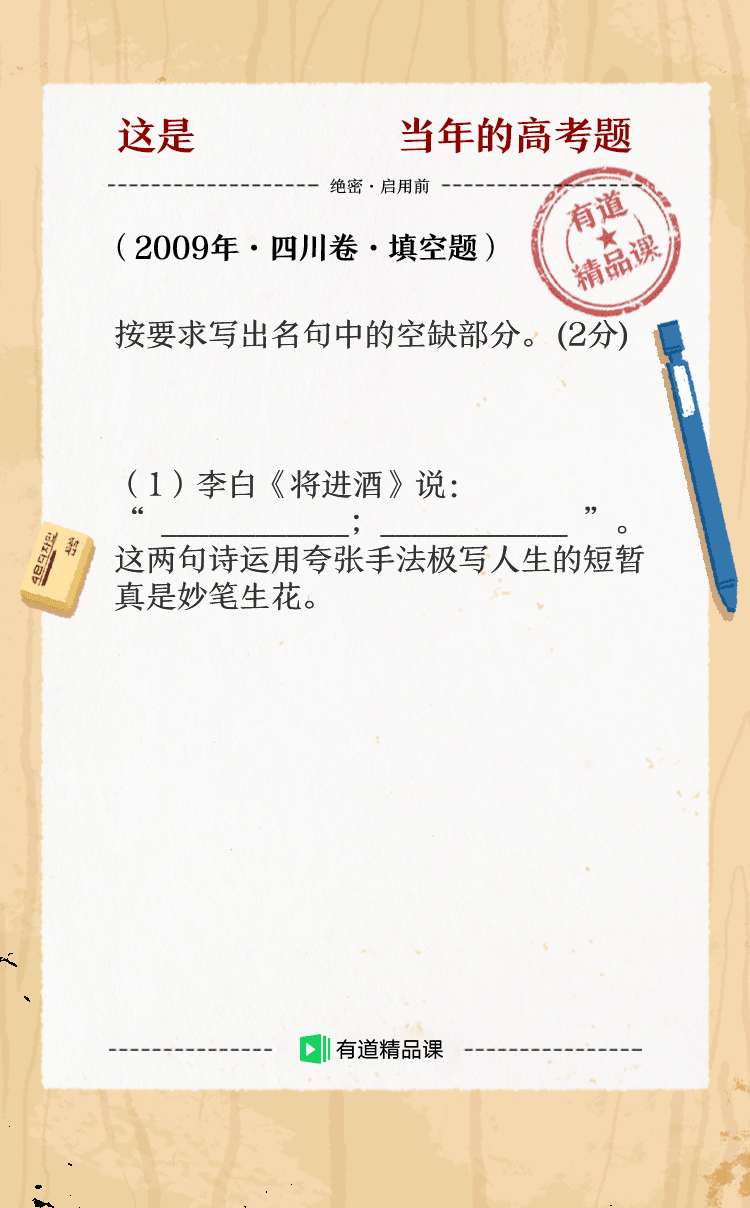 这是 当年的高考题
绝密·启用前
有道
精品课
(2009年·四川卷·填空题)
按要求写出名句中的空缺部分。(2分)
(1)李白《将进酒》说:
“ ____________; ____________ ”。
这两句诗运用夸张手法极写人生的短暂
真是妙笔生花。
有道精品课